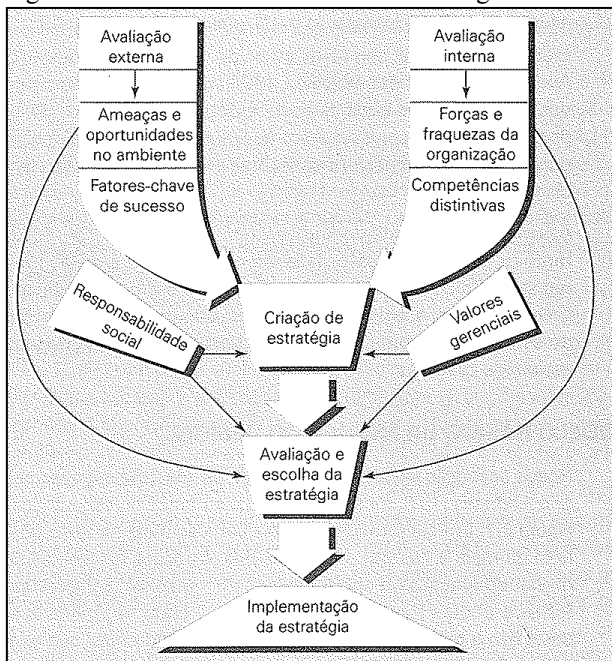 Avaliação
externa
Ameaças e
oportunidades
no ambiente
Fatores-chave
de sucesso
Avaliação
interna
Forças e
fraquezas da
organização
Competências
distintivas
Responsabilidade
social
Criação de
estratégia
Valores
gerenciais
Avaliação e
escolha da
estratégia
Implementação
da estratégia